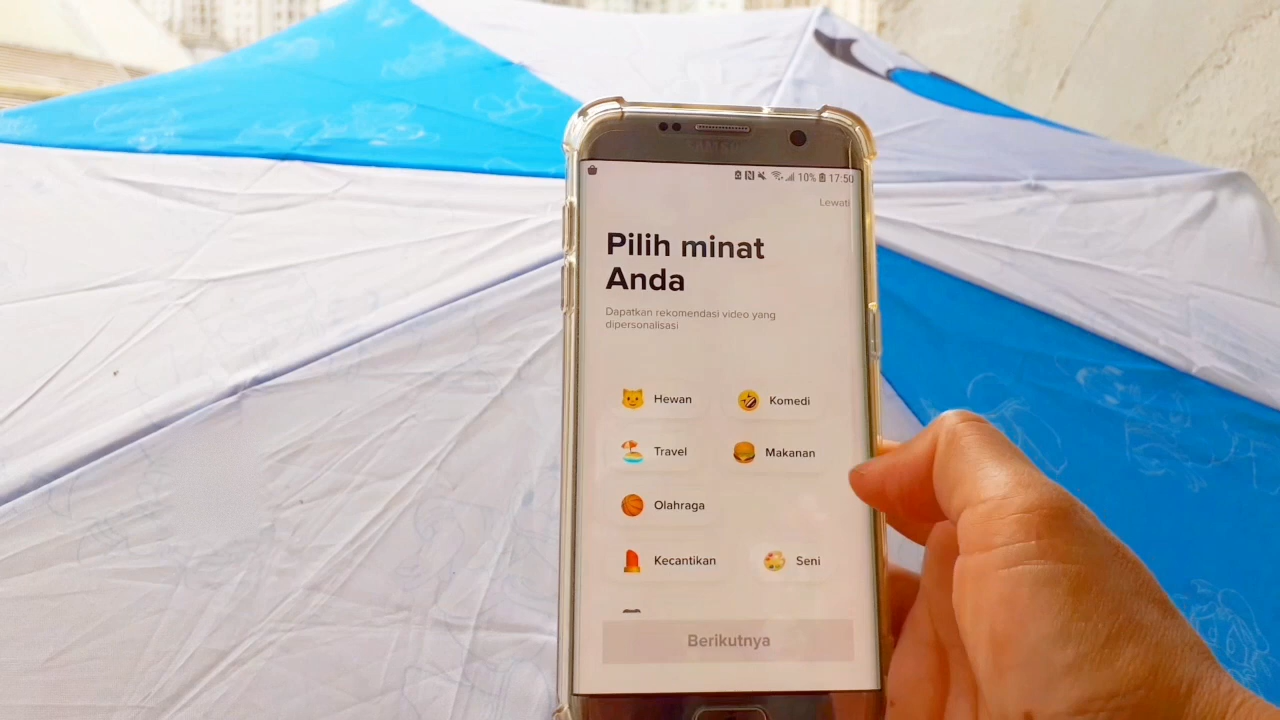 SAMSUNG
10% 17:50
Lewati
Pilih minat
Anda
Dapatkan rekomendasi video yang
dipersonalisasi
Hewan
Komedi
Travel
Makanan
Olahraga
Kecantikan
Seni
Berikutnya